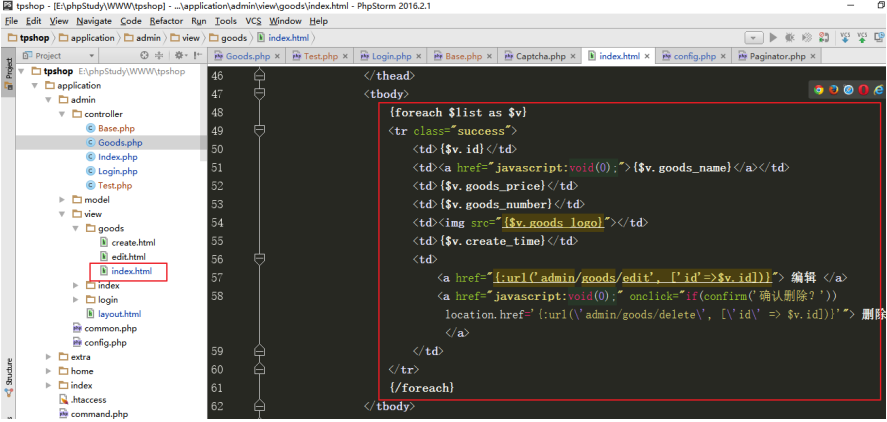 tpshop - [E:\phpStudy\WWW\tpshop] - ...\application\admin\view\goods\index.html - PhpStorm 2016.2.1
File Edit View Navigate Code Refactor Run Tools VCS Window Help
tpshop application admin view goods index.html
Project
Goods.php × Test.php × Login.php × Base.php × Captcha.php × index.html × config.php × Paginator.php ×
Project
tpshop E:\phpStudy\WWW\tpshop
application
admin
controller
Base.php
Goods.php
Index.php
Login.php
Test.php
model
view
goods
create.html
edit.html
index.html
index
login
layout.html
common.php
config.php
extra
home
index
.htaccess
command.php
Structure
46 </thead>
47 <tbody>
48 {foreach $list as $v}
49 <tr class="success">
50 <td>{$v.id}</td>
51 <td><a href="javascript:void(0);">{$v.goods_name}</a></td>
52 <td>{$v.goods_price}</td>
53 <td>{$v.goods_number}</td>
54 <td><img src="{$v.goods_logo}"></td>
55 <td>{$v.create_time}</td>
56 <td>
57 <a href="{:url('admin/goods/edit', ['id'=>$v.id])}"> 编辑 </a>
58 <a href="javascript:void(0);" onclick="if(confirm('确认删除？'))
location.href='{:url(\'admin/goods/delete\', [\'id\' => $v.id])}'"> 删除
</a>
59 </td>
60 </tr>
61 {/foreach}
62 </tbody>